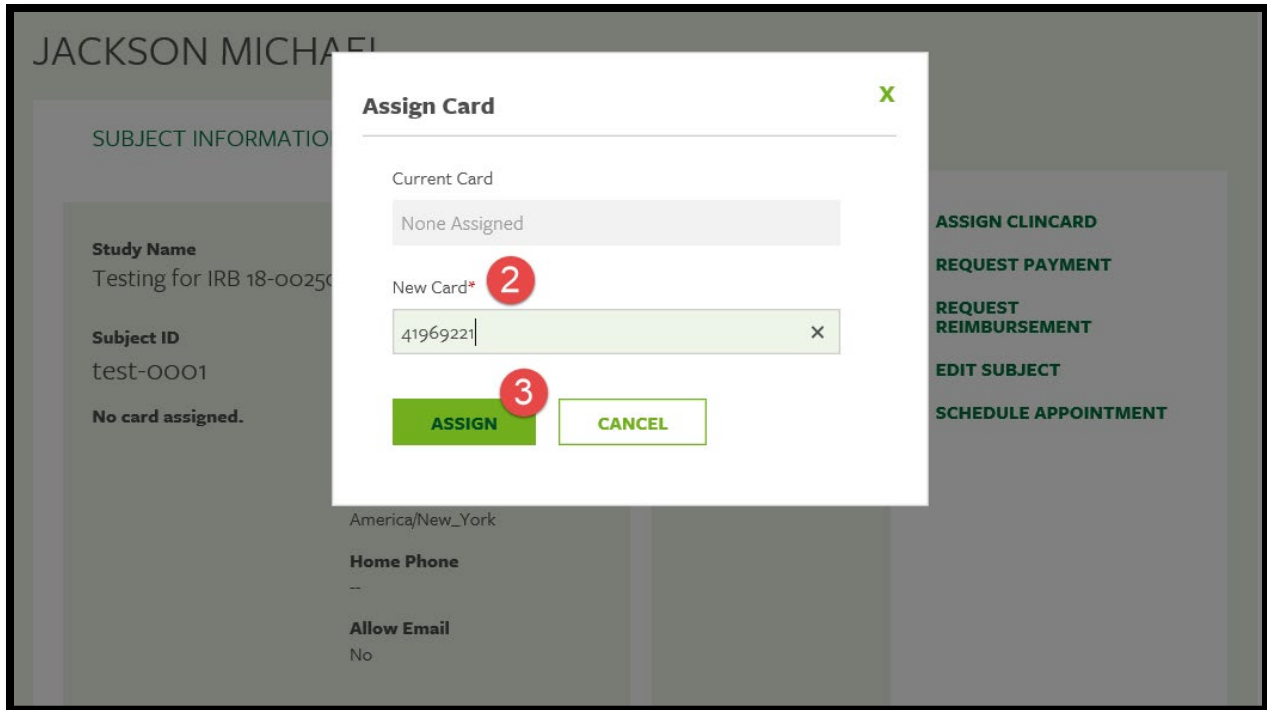 JACKSON MICHAEL
Assign Card
X
SUBJECT INFORMATIO
Current Card
None Assigned
New Card*
2
41969221
×
3
ASSIGN
CANCEL
Study Name
Testing for IRB 18-00250
Subject ID
test-0001
No card assigned.
America/New_York
Home Phone
--
Allow Email
No
ASSIGN CLINCARD
REQUEST PAYMENT
REQUEST
REIMBURSEMENT
EDIT SUBJECT
SCHEDULE APPOINTMENT